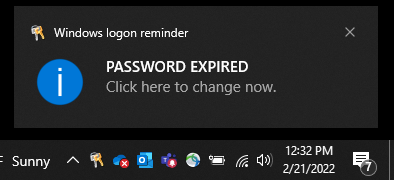 Windows logon reminder
PASSWORD EXPIRED
Click here to change now.
Sunny
12:32 PM
2/21/2022
7